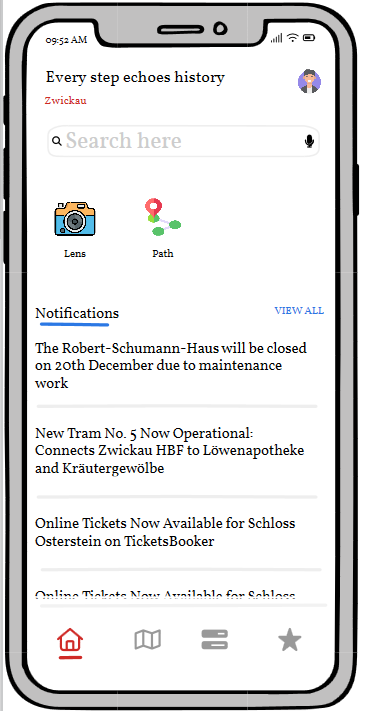 09:52 AM
Every step echoes history
Zwickau
Search here
Lens
Path
Notifications
VIEW ALL
The Robert-Schumann-Haus will be closed
on 20th December due to maintenance
work
New Tram No. 5 Now Operational:
Connects Zwickau HBF to Löwenapotheke
and Kräutergewölbe
Online Tickets Now Available for Schloss
Osterstein on TicketsBooker
Online Tickets Now Available for Schloss